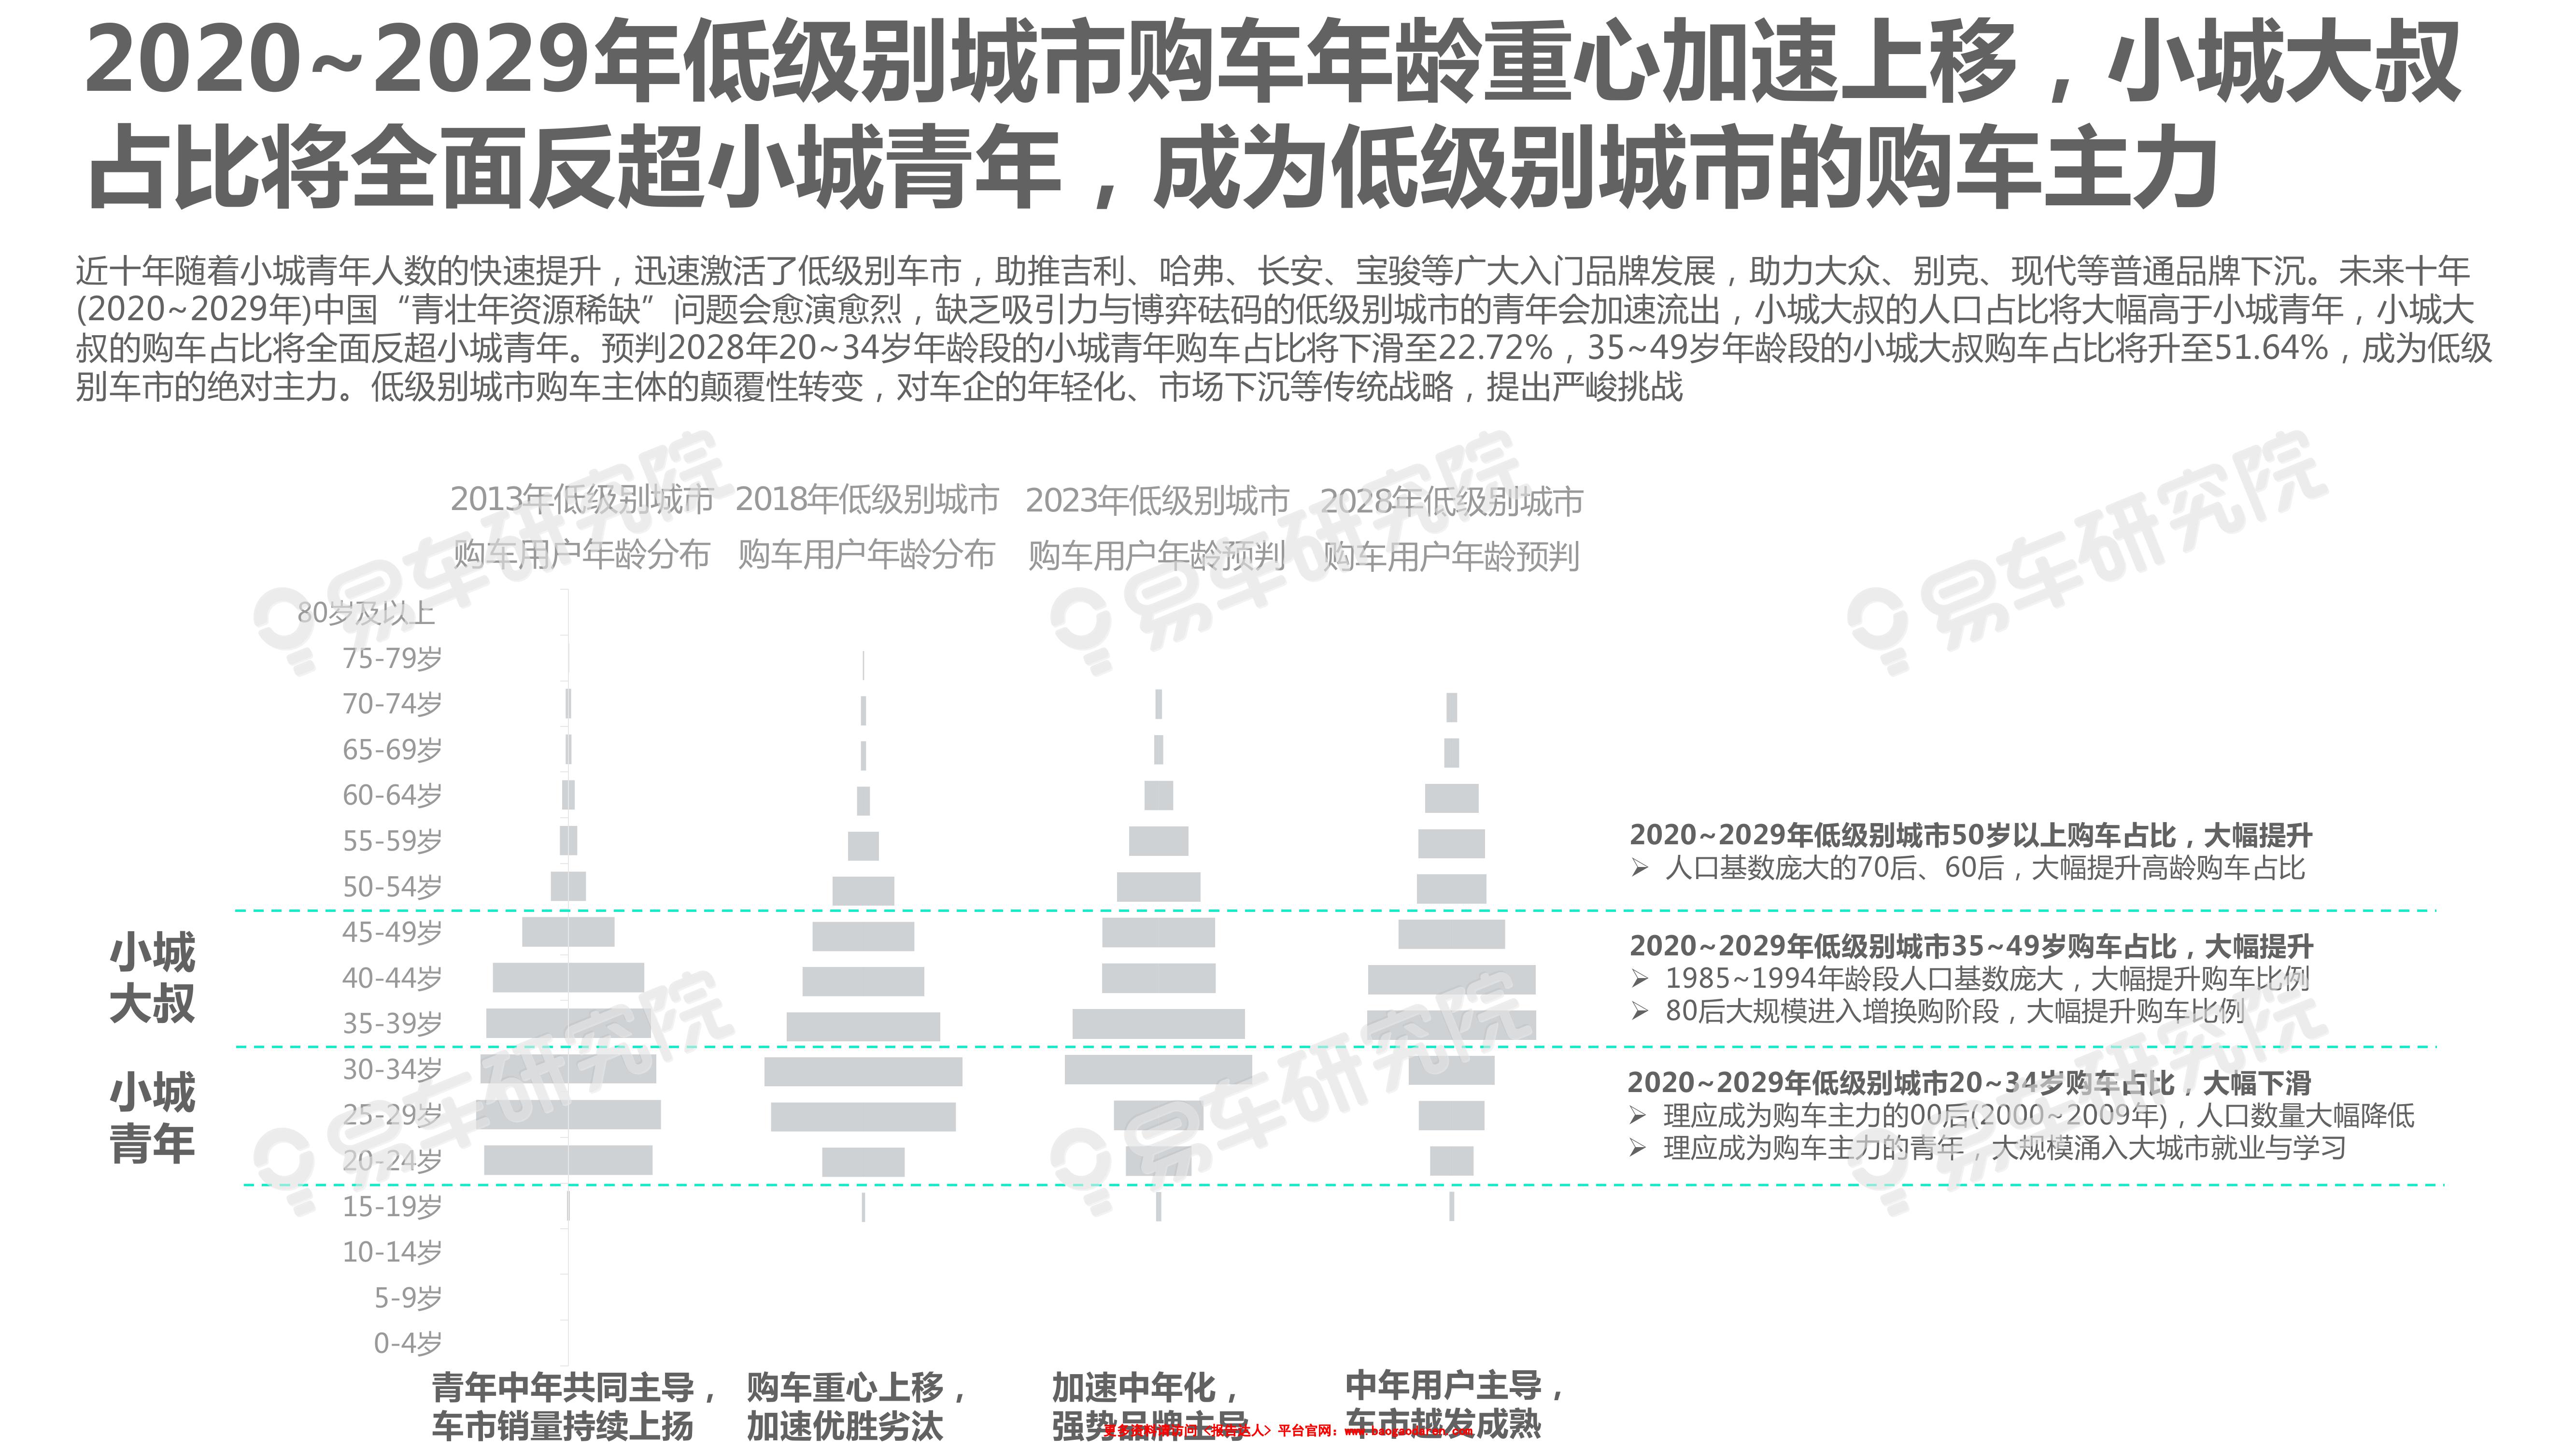 2020~2029年低级别城市购车年龄重心加速上移，小城大叔
占比将全面反超小城青年，成为低级别城市的购车主力
近十年随着小城青年人数的快速提升，迅速激活了低级别车市，助推吉利、哈弗、长安、宝骏等广大入门品牌发展，助力大众、别克、现代等普通品牌下沉。未来十年
(2020~2029年)中国“青壮年资源稀缺”问题会愈演愈烈，缺乏吸引力与博弈砝码的低级别城市的青年会加速流出，小城大叔的人口占比将大幅高于小城青年，小城大
叔的购车占比将全面反超小城青年。预判2028年20~34岁年龄段的小城青年购车占比将下滑至22.72%，35~49岁年龄段的小城大叔购车占比将升至51.64%，成为低级
别车市的绝对主力。低级别城市购车主体的颠覆性转变，对车企的年轻化、市场下沉等传统战略，提出严峻挑战
2013年低级别城市
购车用户年龄分布
2018年低级别城市
购车用户年龄分布
2023年低级别城市
购车用户年龄预判
2028年低级别城市
购车用户年龄预判
80岁及以上
75-79岁
70-74岁
65-69岁
60-64岁
55-59岁
50-54岁
45-49岁
40-44岁
35-39岁
30-34岁
25-29岁
20-24岁
15-19岁
10-14岁
5-9岁
0-4岁
小城
大叔
小城
青年
2020~2029年低级别城市50岁以上购车占比，大幅提升
➢ 人口基数庞大的70后、60后，大幅提升高龄购车占比
2020~2029年低级别城市35~49岁购车占比，大幅提升
➢ 1985~1994年龄段人口基数庞大，大幅提升购车比例
➢ 80后大规模进入增换购阶段，大幅提升购车比例
2020~2029年低级别城市20~34岁购车占比，大幅下滑
➢ 理应成为购车主力的00后(2000~2009年)，人口数量大幅降低
➢ 理应成为购车主力的青年，大规模涌入大城市就业与学习
青年中年共同主导，
车市销量持续上扬
购车重心上移，
加速优胜劣汰
加速中年化，
强势品牌主导
中年用户主导，
车市越发成熟
更多资料请访问《报告达人》平台官网：www.baogaodaren.com
易车研究院
易车研究院
易车研究院
易车研究院
易车研究院
易车研究院